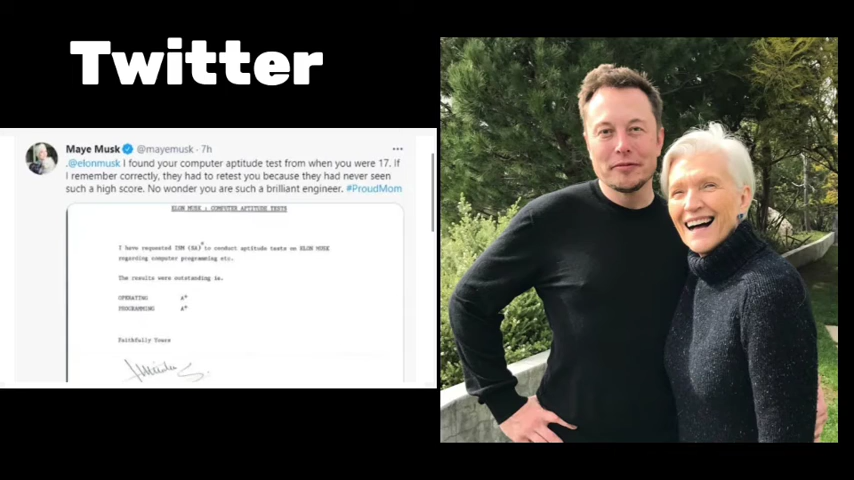 Twitter
Maye Musk @mayemusk · 7h
.@elonmusk I found your computer aptitude test from when you were 17. If
I remember correctly, they had to retest you because they had never seen
such a high score. No wonder you are such a brilliant engineer. #ProudMom
ELON MUSK : COMPUTER APTITUDE TESTS
I have requested IBM (SA) to conduct aptitude tests on ELON MUSK
regarding computer programming etc.
The results were outstanding ie.
OPERATING A+
PROGRAMMING A+
Faithfully Yours